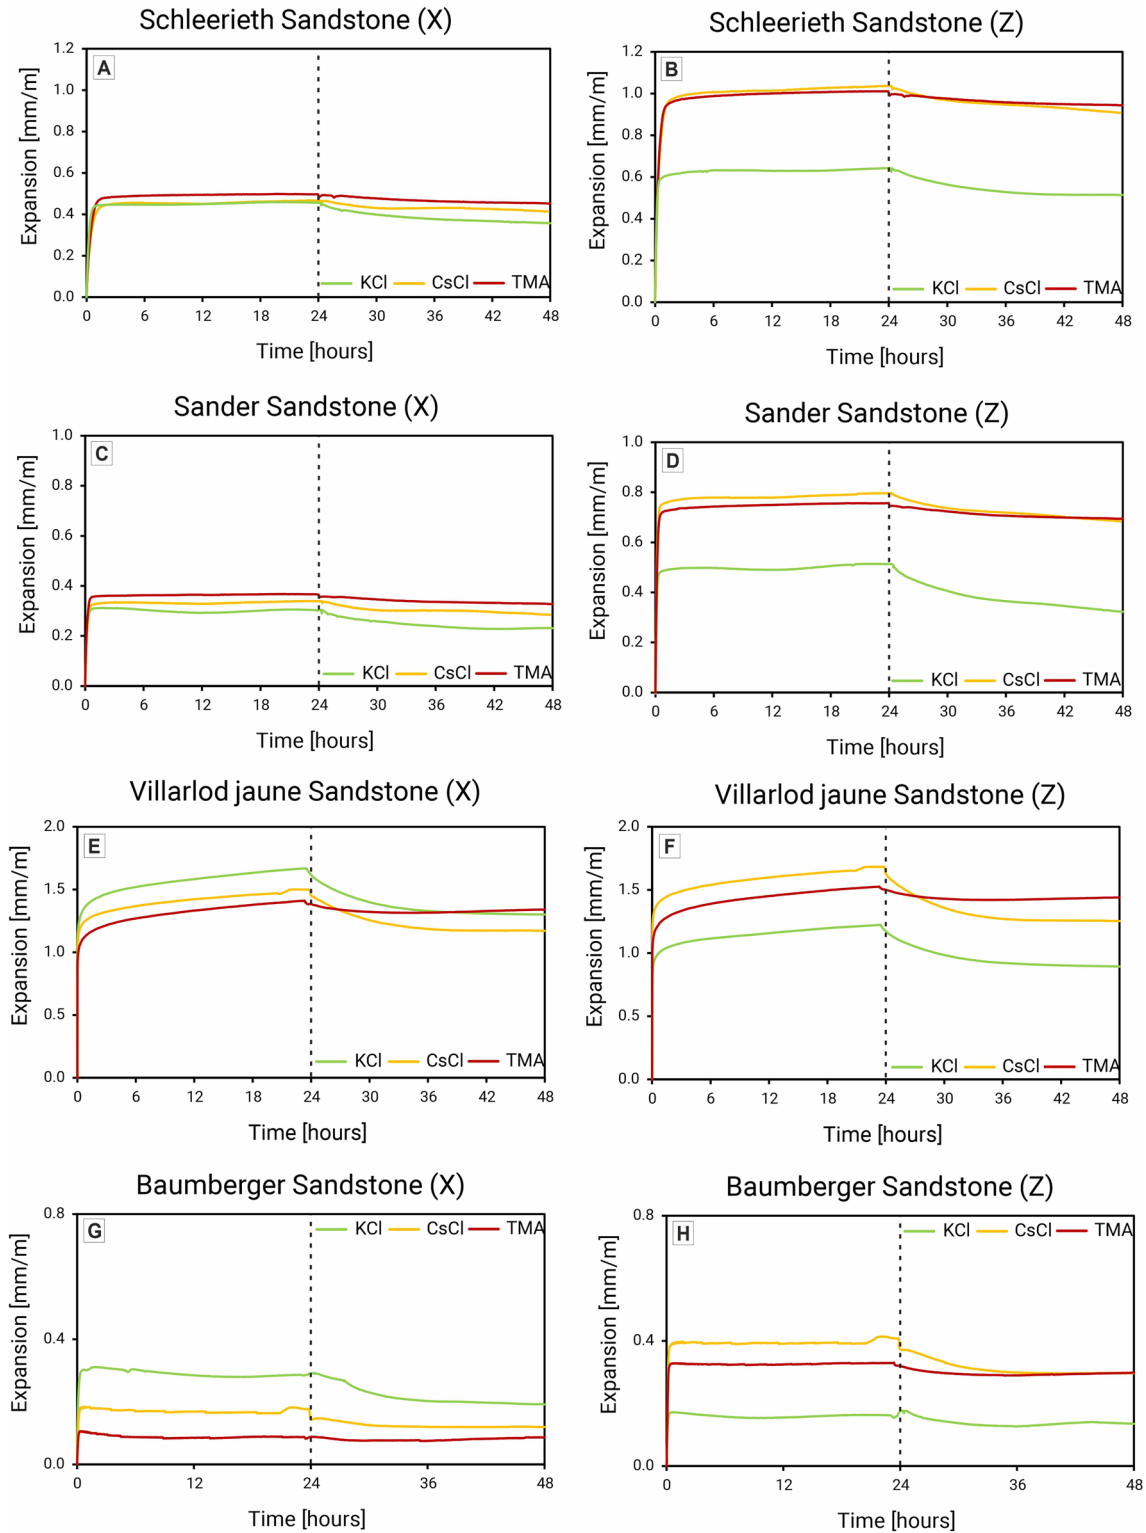 Schleerieth Sandstone (X)
A
Expansion [mm/m]
1.2
1.0
0.8
0.6
0.4
0.2
0.0
KCl CsCl TMA
0 6 12 18 24 30 36 42 48
Time [hours]
Schleerieth Sandstone (Z)
B
Expansion [mm/m]
1.2
1.0
0.8
0.6
0.4
0.2
0.0
KCl CsCl TMA
0 6 12 18 24 30 36 42 48
Time [hours]
Sander Sandstone (X)
C
Expansion [mm/m]
1.0
0.8
0.6
0.4
0.2
0.0
KCl CsCl TMA
0 6 12 18 24 30 36 42 48
Time [hours]
Sander Sandstone (Z)
D
Expansion [mm/m]
1.0
0.8
0.6
0.4
0.2
0.0
KCl CsCl TMA
0 6 12 18 24 30 36 42 48
Time [hours]
Villarlod jaune Sandstone (X)
E
Expansion [mm/m]
2.0
1.5
1.0
0.5
0.0
KCl CsCl TMA
0 6 12 18 24 30 36 42 48
Time [hours]
Villarlod jaune Sandstone (Z)
F
Expansion [mm/m]
2.0
1.5
1.0
0.5
0.0
KCl CsCl TMA
0 6 12 18 24 30 36 42 48
Time [hours]
Baumberger Sandstone (X)
G
KCl CsCl TMA
Expansion [mm/m]
0.8
0.4
0.0
0 12 24 36 48
Time [hours]
Baumberger Sandstone (Z)
H
KCl CsCl TMA
Expansion [mm/m]
0.8
0.4
0.0
0 12 24 36 48
Time [hours]